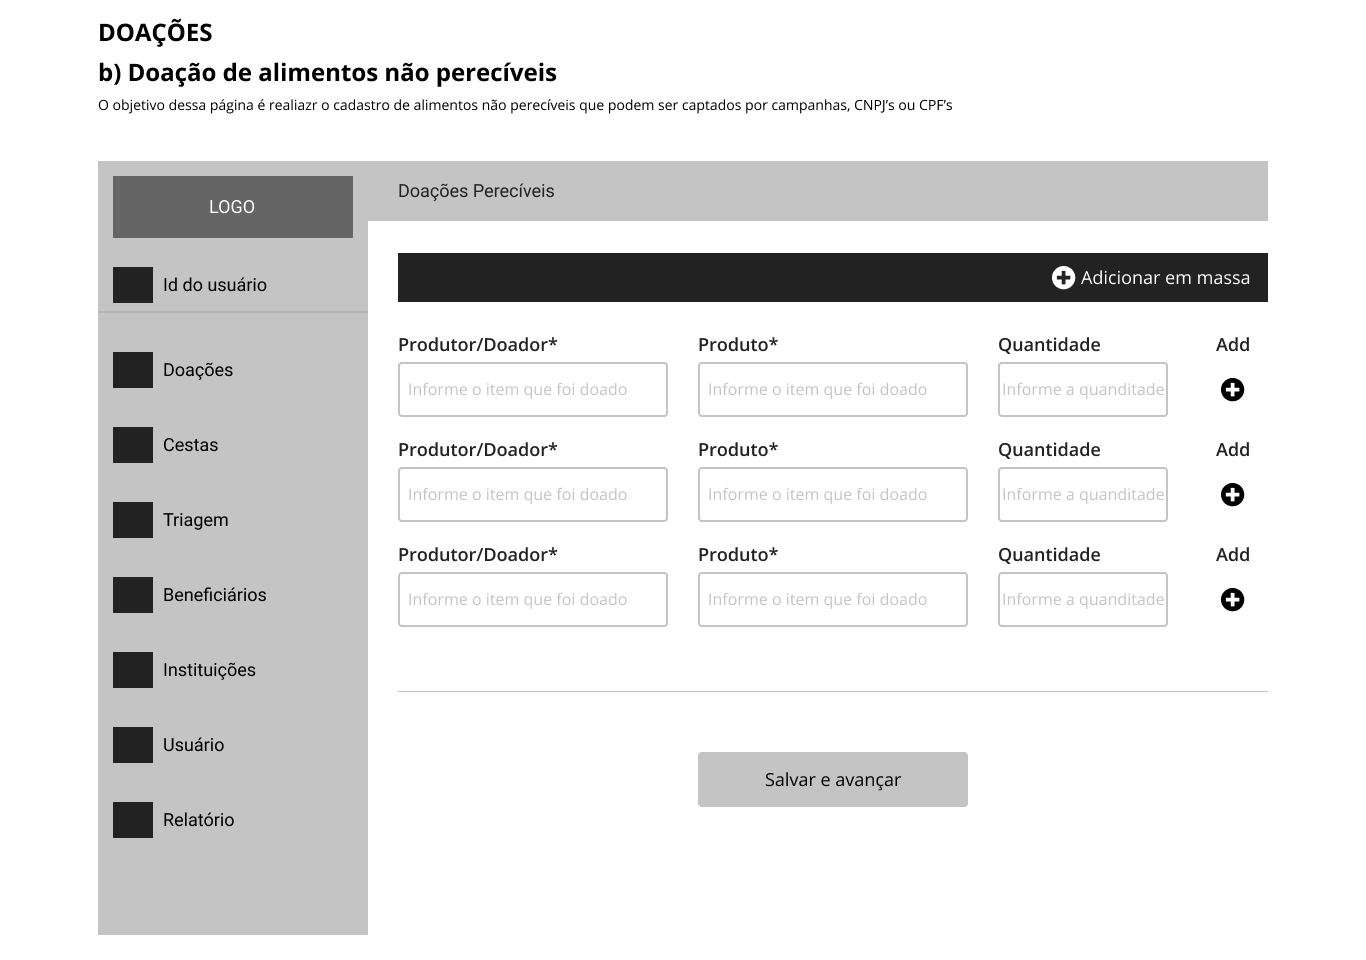 DOAÇÕES
b) Doação de alimentos não perecíveis
O objetivo dessa página é realiazr o cadastro de alimentos não perecíveis que podem ser captados por campanhas, CNPJ's ou CPF's
LOGO
Doações Perecíveis
Id do usuário
Doações
Cestas
Triagem
Beneficiários
Instituições
Usuário
Relatório
Adicionar em massa
Produtor/Doador* Produto* Quantidade Add
Informe o item que foi doado Informe o item que foi doado Informe a quanditade
Produtor/Doador* Produto* Quantidade Add
Informe o item que foi doado Informe o item que foi doado Informe a quanditade
Produtor/Doador* Produto* Quantidade Add
Informe o item que foi doado Informe o item que foi doado Informe a quanditade
Salvar e avançar